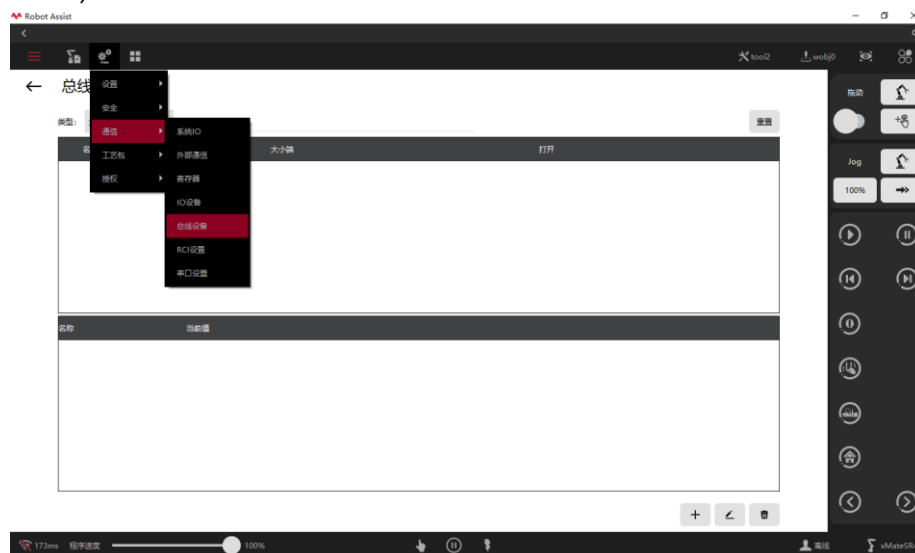 Robot Assist
tool2
wobj0
总线
设置
安全
通信
工艺包
授权
系统IO
外部通信
寄存器
IO设备
总线设备
RCI设置
串口设置
类型:
重置
名
大小端
打开
名称
当前值
拖动
Jog
100%
173ms
程序速度
100%
离线
xMateSR